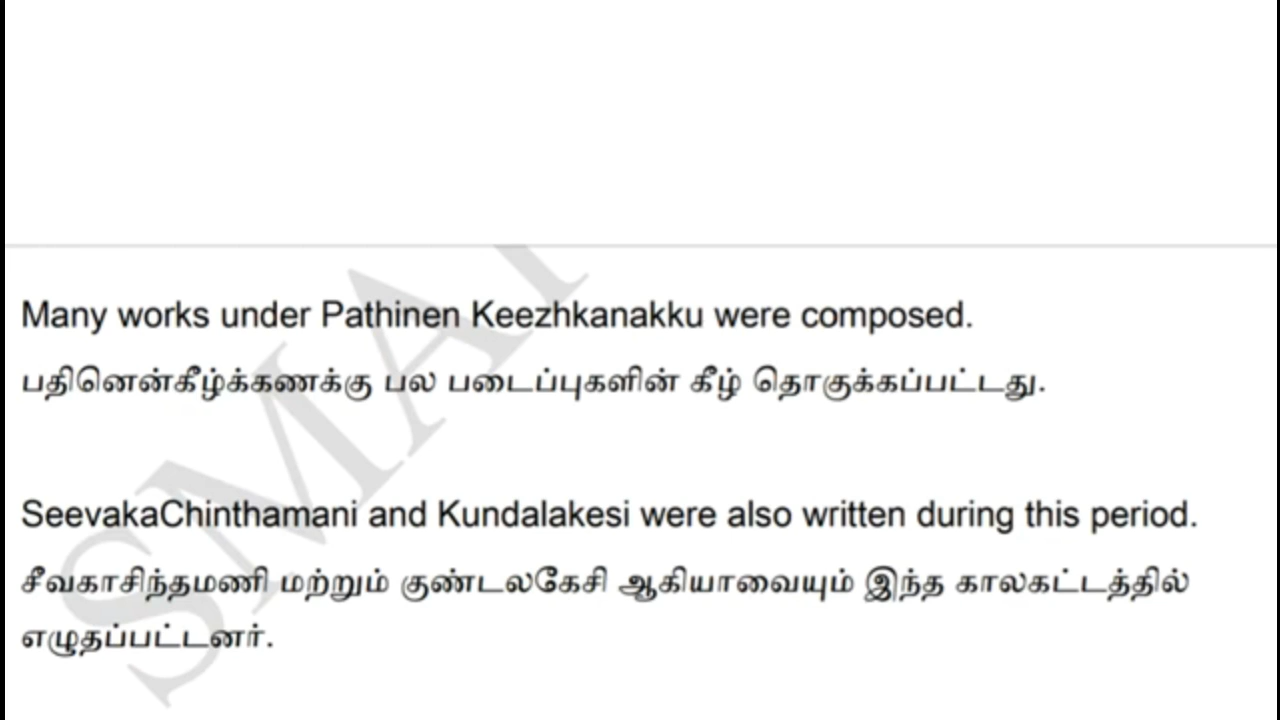 Many works under Pathinen Keezhkanakku were composed.
பதினென்கீழ்க்கணக்கு பல படைப்புகளின் கீழ் தொகுக்கப்பட்டது.
SeevakaChinthamani and Kundalakesi were also written during this period.
சீவகாசிந்தமணி மற்றும் குண்டலகேசி ஆகியாவையும் இந்த காலகட்டத்தில்
எழுதப்பட்டனர்.